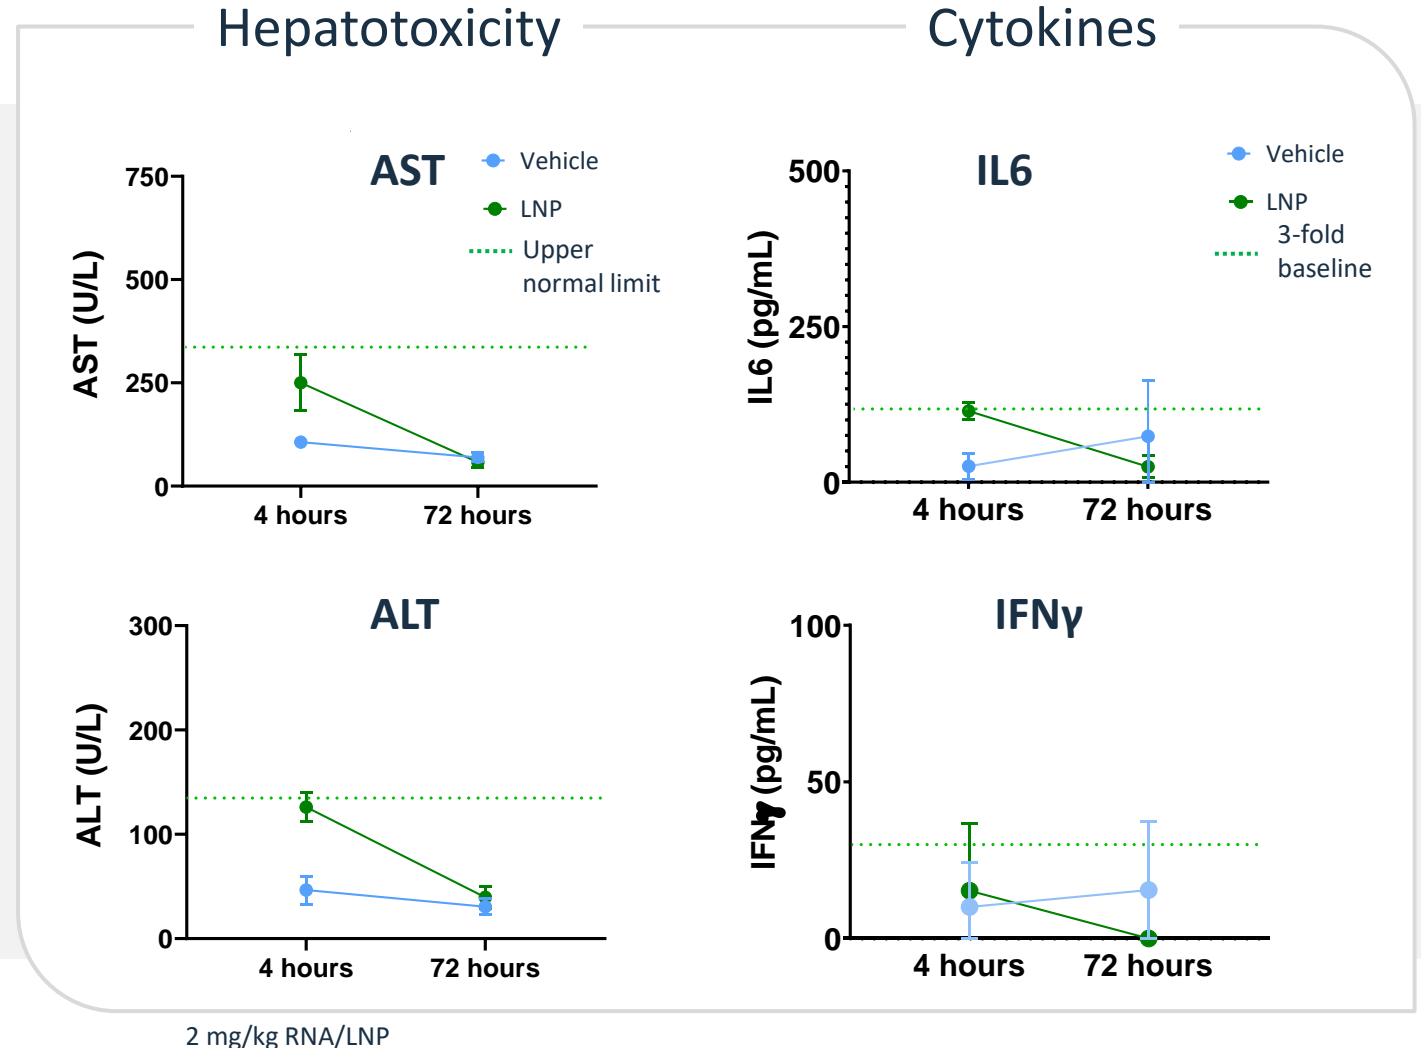 Hepatotoxicity
Cytokines
AST
Vehicle
LNP
Upper
normal limit
AST (U/L)
750
500
250
0
4 hours
72 hours
IL6
Vehicle
LNP
3-fold
baseline
IL6 (pg/mL)
500
250
0
4 hours
72 hours
ALT
ALT (U/L)
300
200
100
0
4 hours
72 hours
IFNγ
IFNγ (pg/mL)
100
50
0
4 hours
72 hours
2 mg/kg RNA/LNP